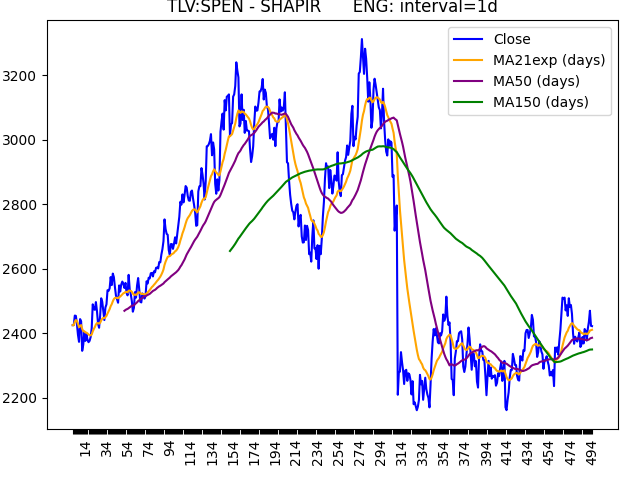 TLV:SPEN - SHAPIR      ENG: interval=1d
Close
MA21exp (days)
MA50 (days)
MA150 (days)
3200
3000
2800
2600
2400
2200
14 34 54 74 94 114 134 154 174 194 214 234 254 274 294 314 334 354 374 394 414 434 454 474 494